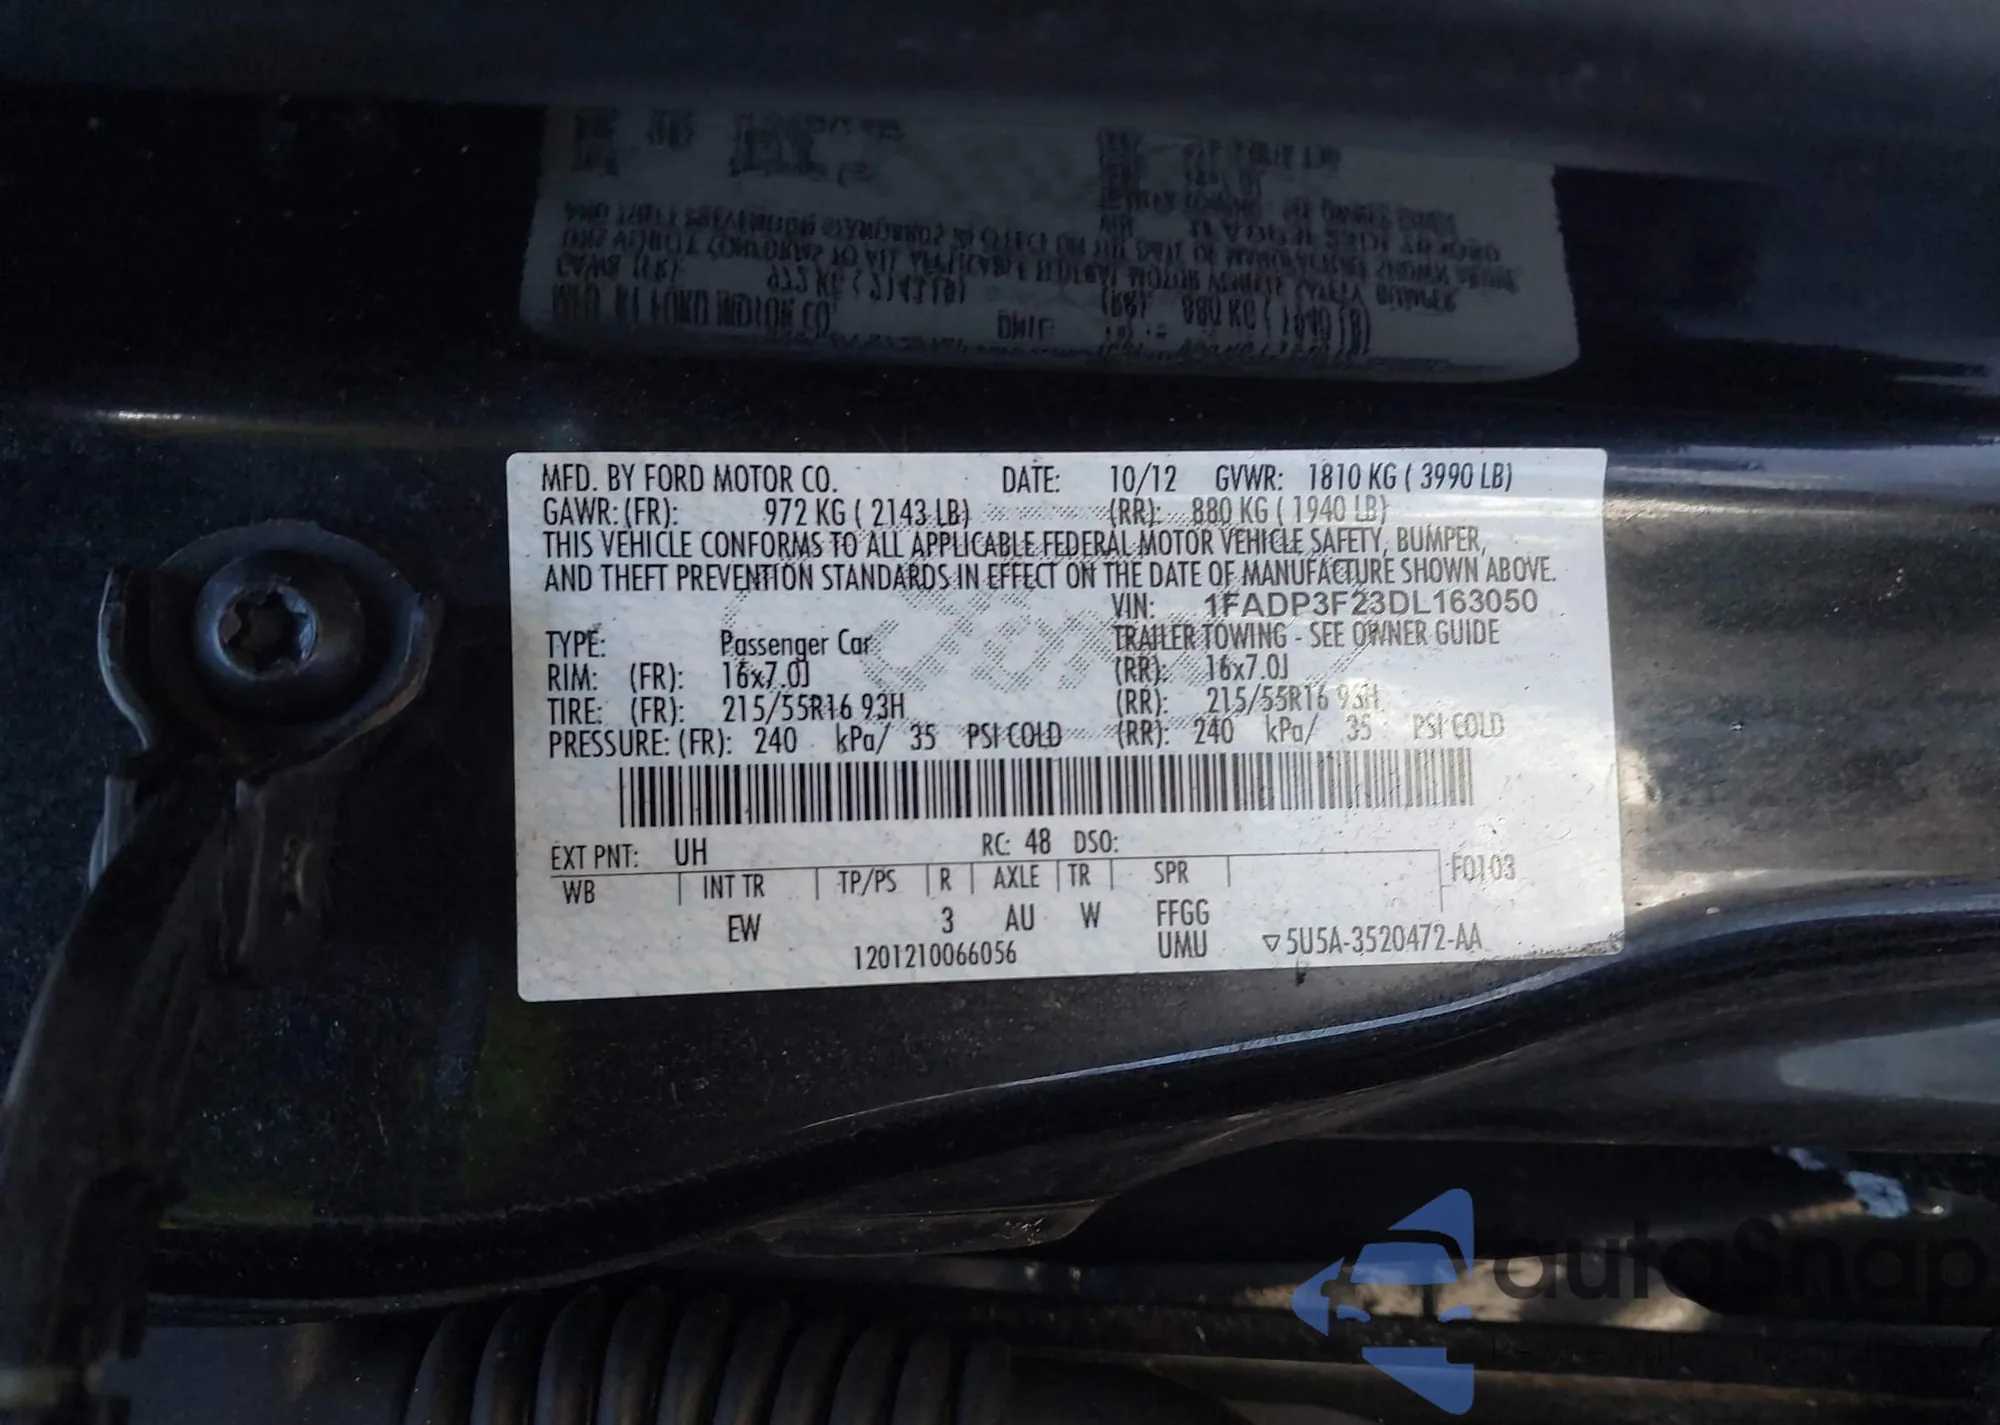 MFD. BY FORD MOTOR CO. DATE: 10/12 GVWR: 1810 KG ( 3990 LB)
GAWR: (FR): 972 KG ( 2143 LB) (RR): 880 KG ( 1940 LB)
THIS VEHICLE CONFORMS TO ALL APPLICABLE FEDERAL MOTOR VEHICLE SAFETY, BUMPER,
AND THEFT PREVENTION STANDARDS IN EFFECT ON THE DATE OF MANUFACTURE SHOWN ABOVE.
VIN: 1FADP3F23DL163050
TYPE: Passenger Car TRAILER TOWING - SEE OWNER GUIDE
RIM: (FR): 16x7.0J (RR): 16x7.0J
TIRE: (FR): 215/55R16 93H (RR): 215/55R16 93H
PRESSURE: (FR): 240 kPa/ 35 PSI COLD (RR): 240 kPa/ 35 PSI COLD
EXT PNT: UH RC: 48 DSO:
WB INT TR TP/PS R AXLE TR SPR F0103
EW 3 AU W FFGG
1201210066056 UMU ▽5U5A-3520472-AA
autoSnap